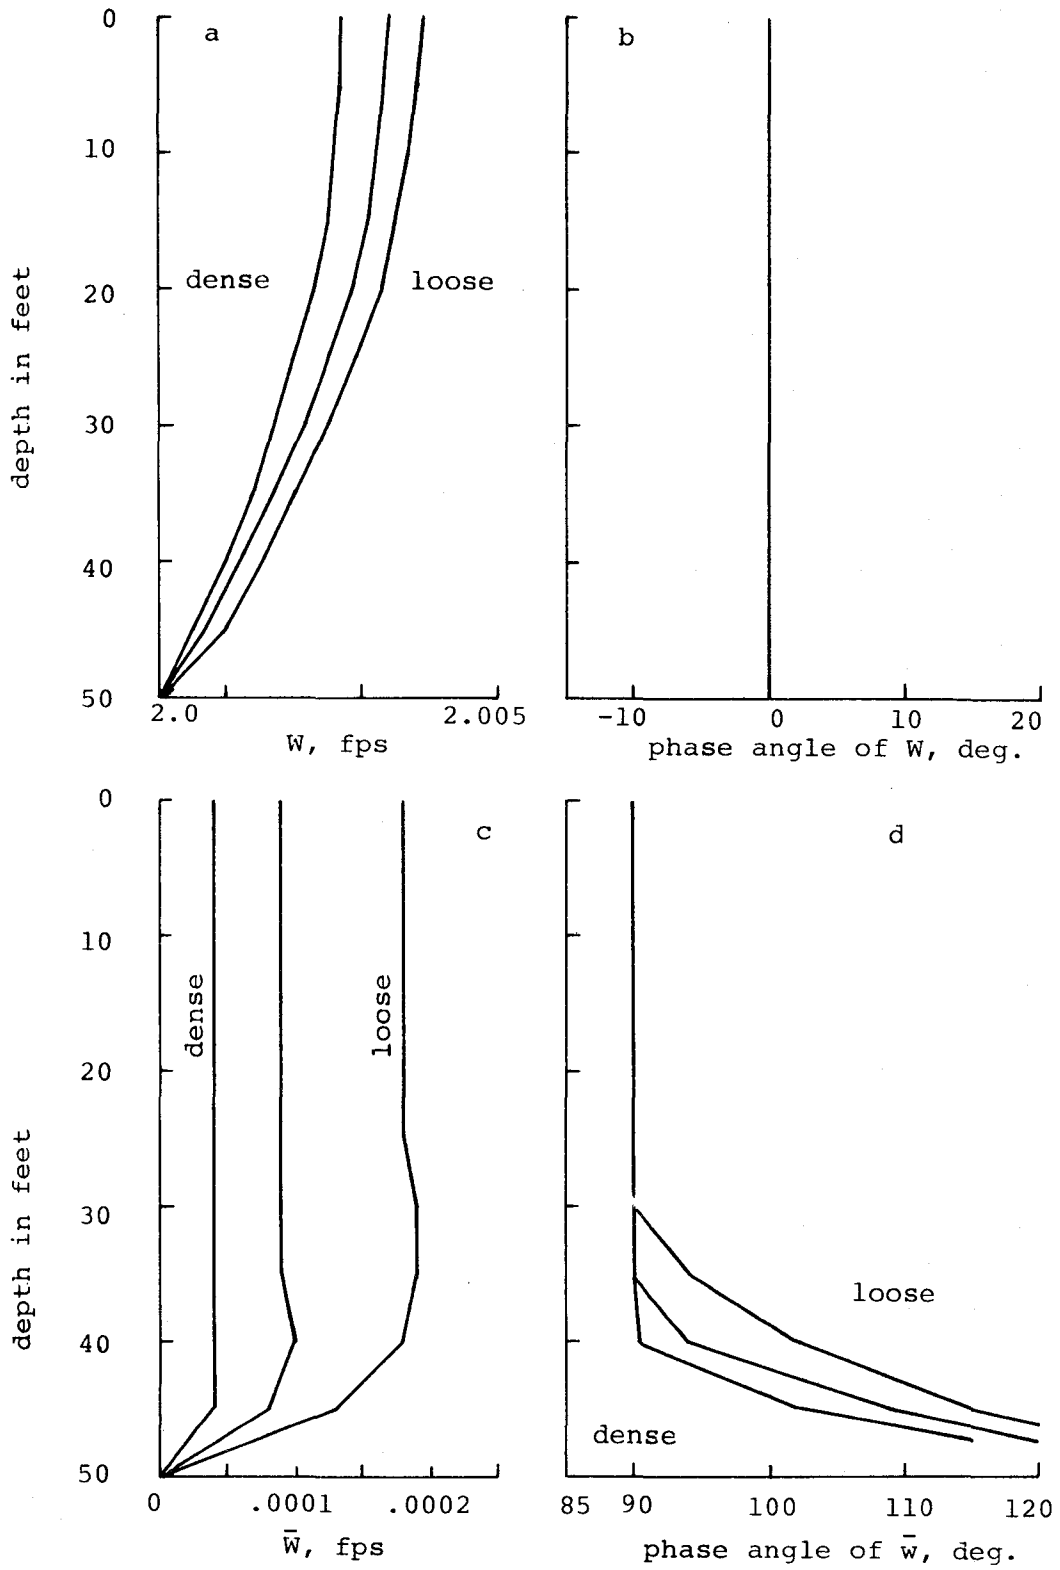 a
b
0
10
20
30
40
50
depth in feet
dense
loose
2.0
2.005
W, fps
-10
0
10
20
phase angle of W, deg.
c
d
0
10
20
30
40
50
depth in feet
dense
loose
loose
dense
0
.0001
.0002
W̄, fps
85
90
100
110
120
phase angle of w̄, deg.